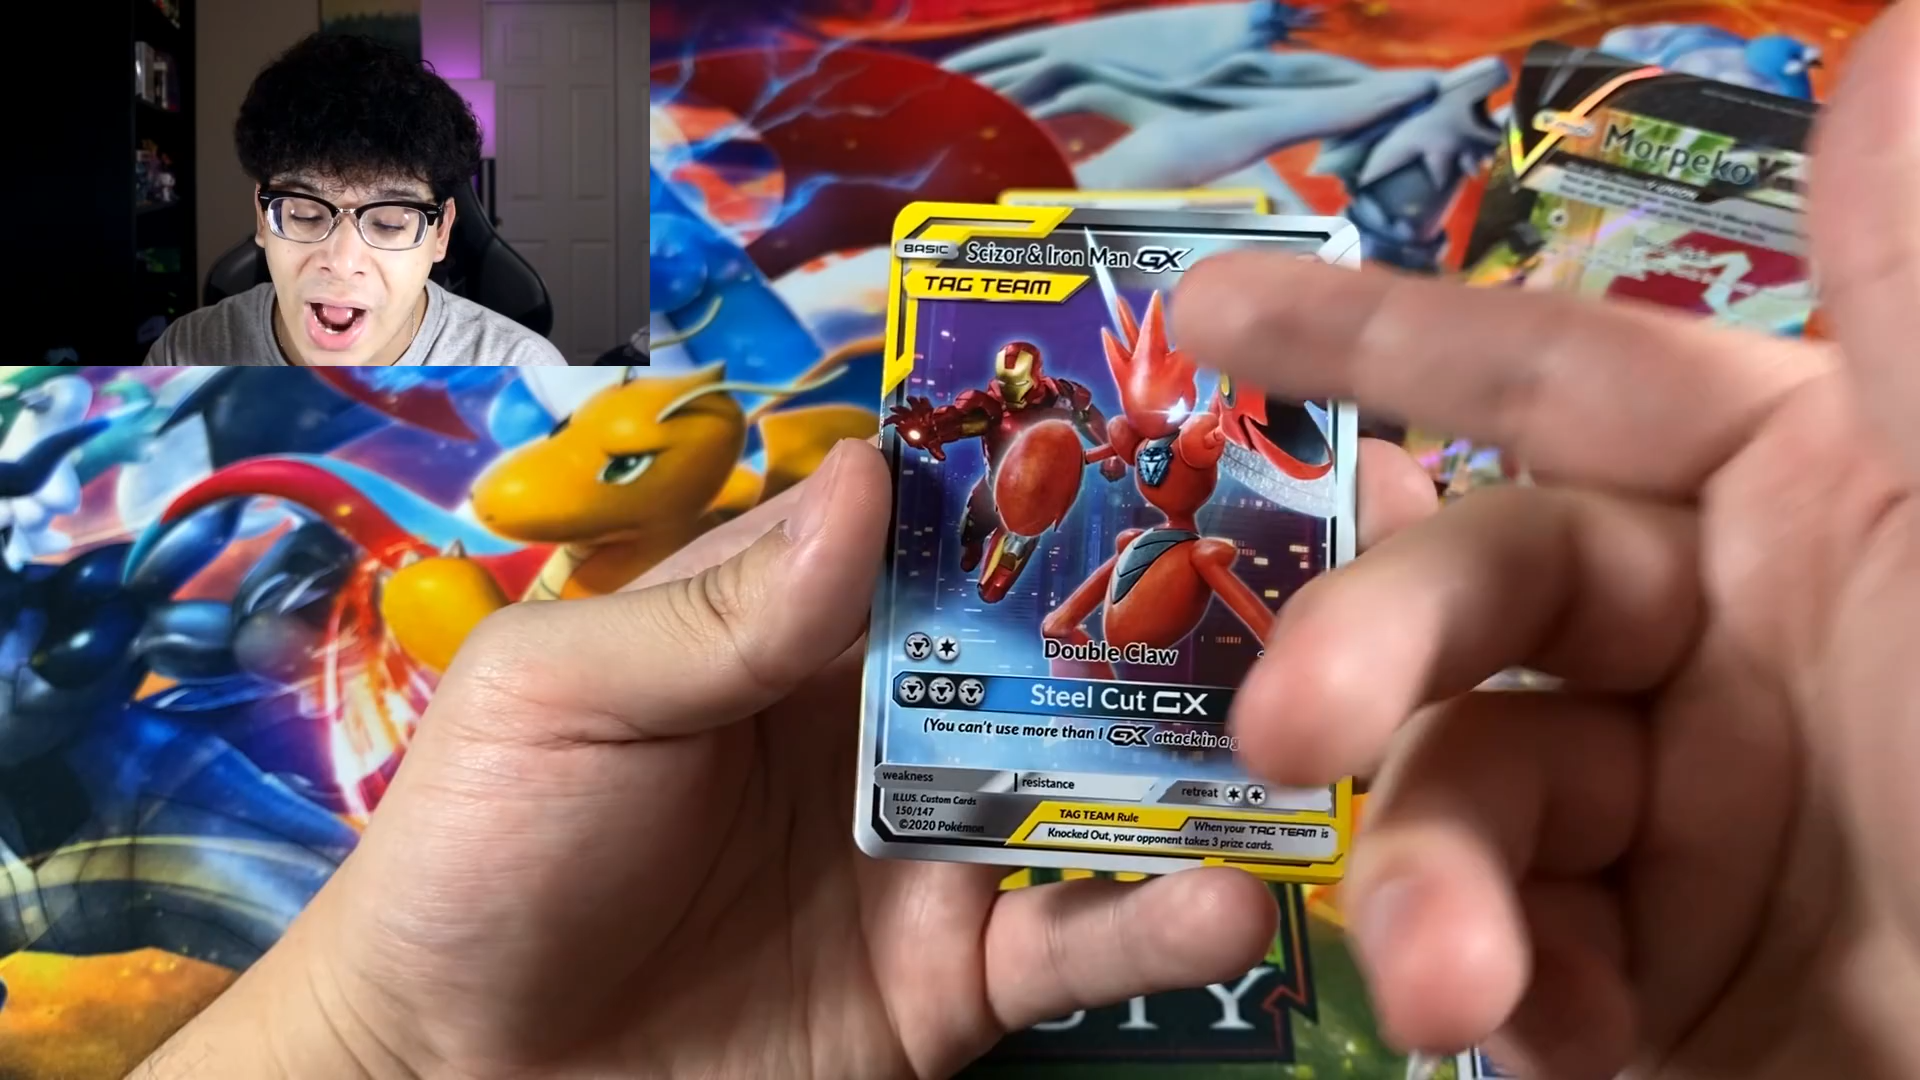 BASIC Scizor & Iron Man GX
TAG TEAM
Morpeko
Double Claw
Steel Cut GX
(You can't use more than 1 GX attack in a
weakness
resistance
retreat
ILLUS. Custom Cards
150/147
©2020 Pokémon
TAG TEAM Rule
When your TAG TEAM is
Knocked Out, your opponent takes 3 prize cards.